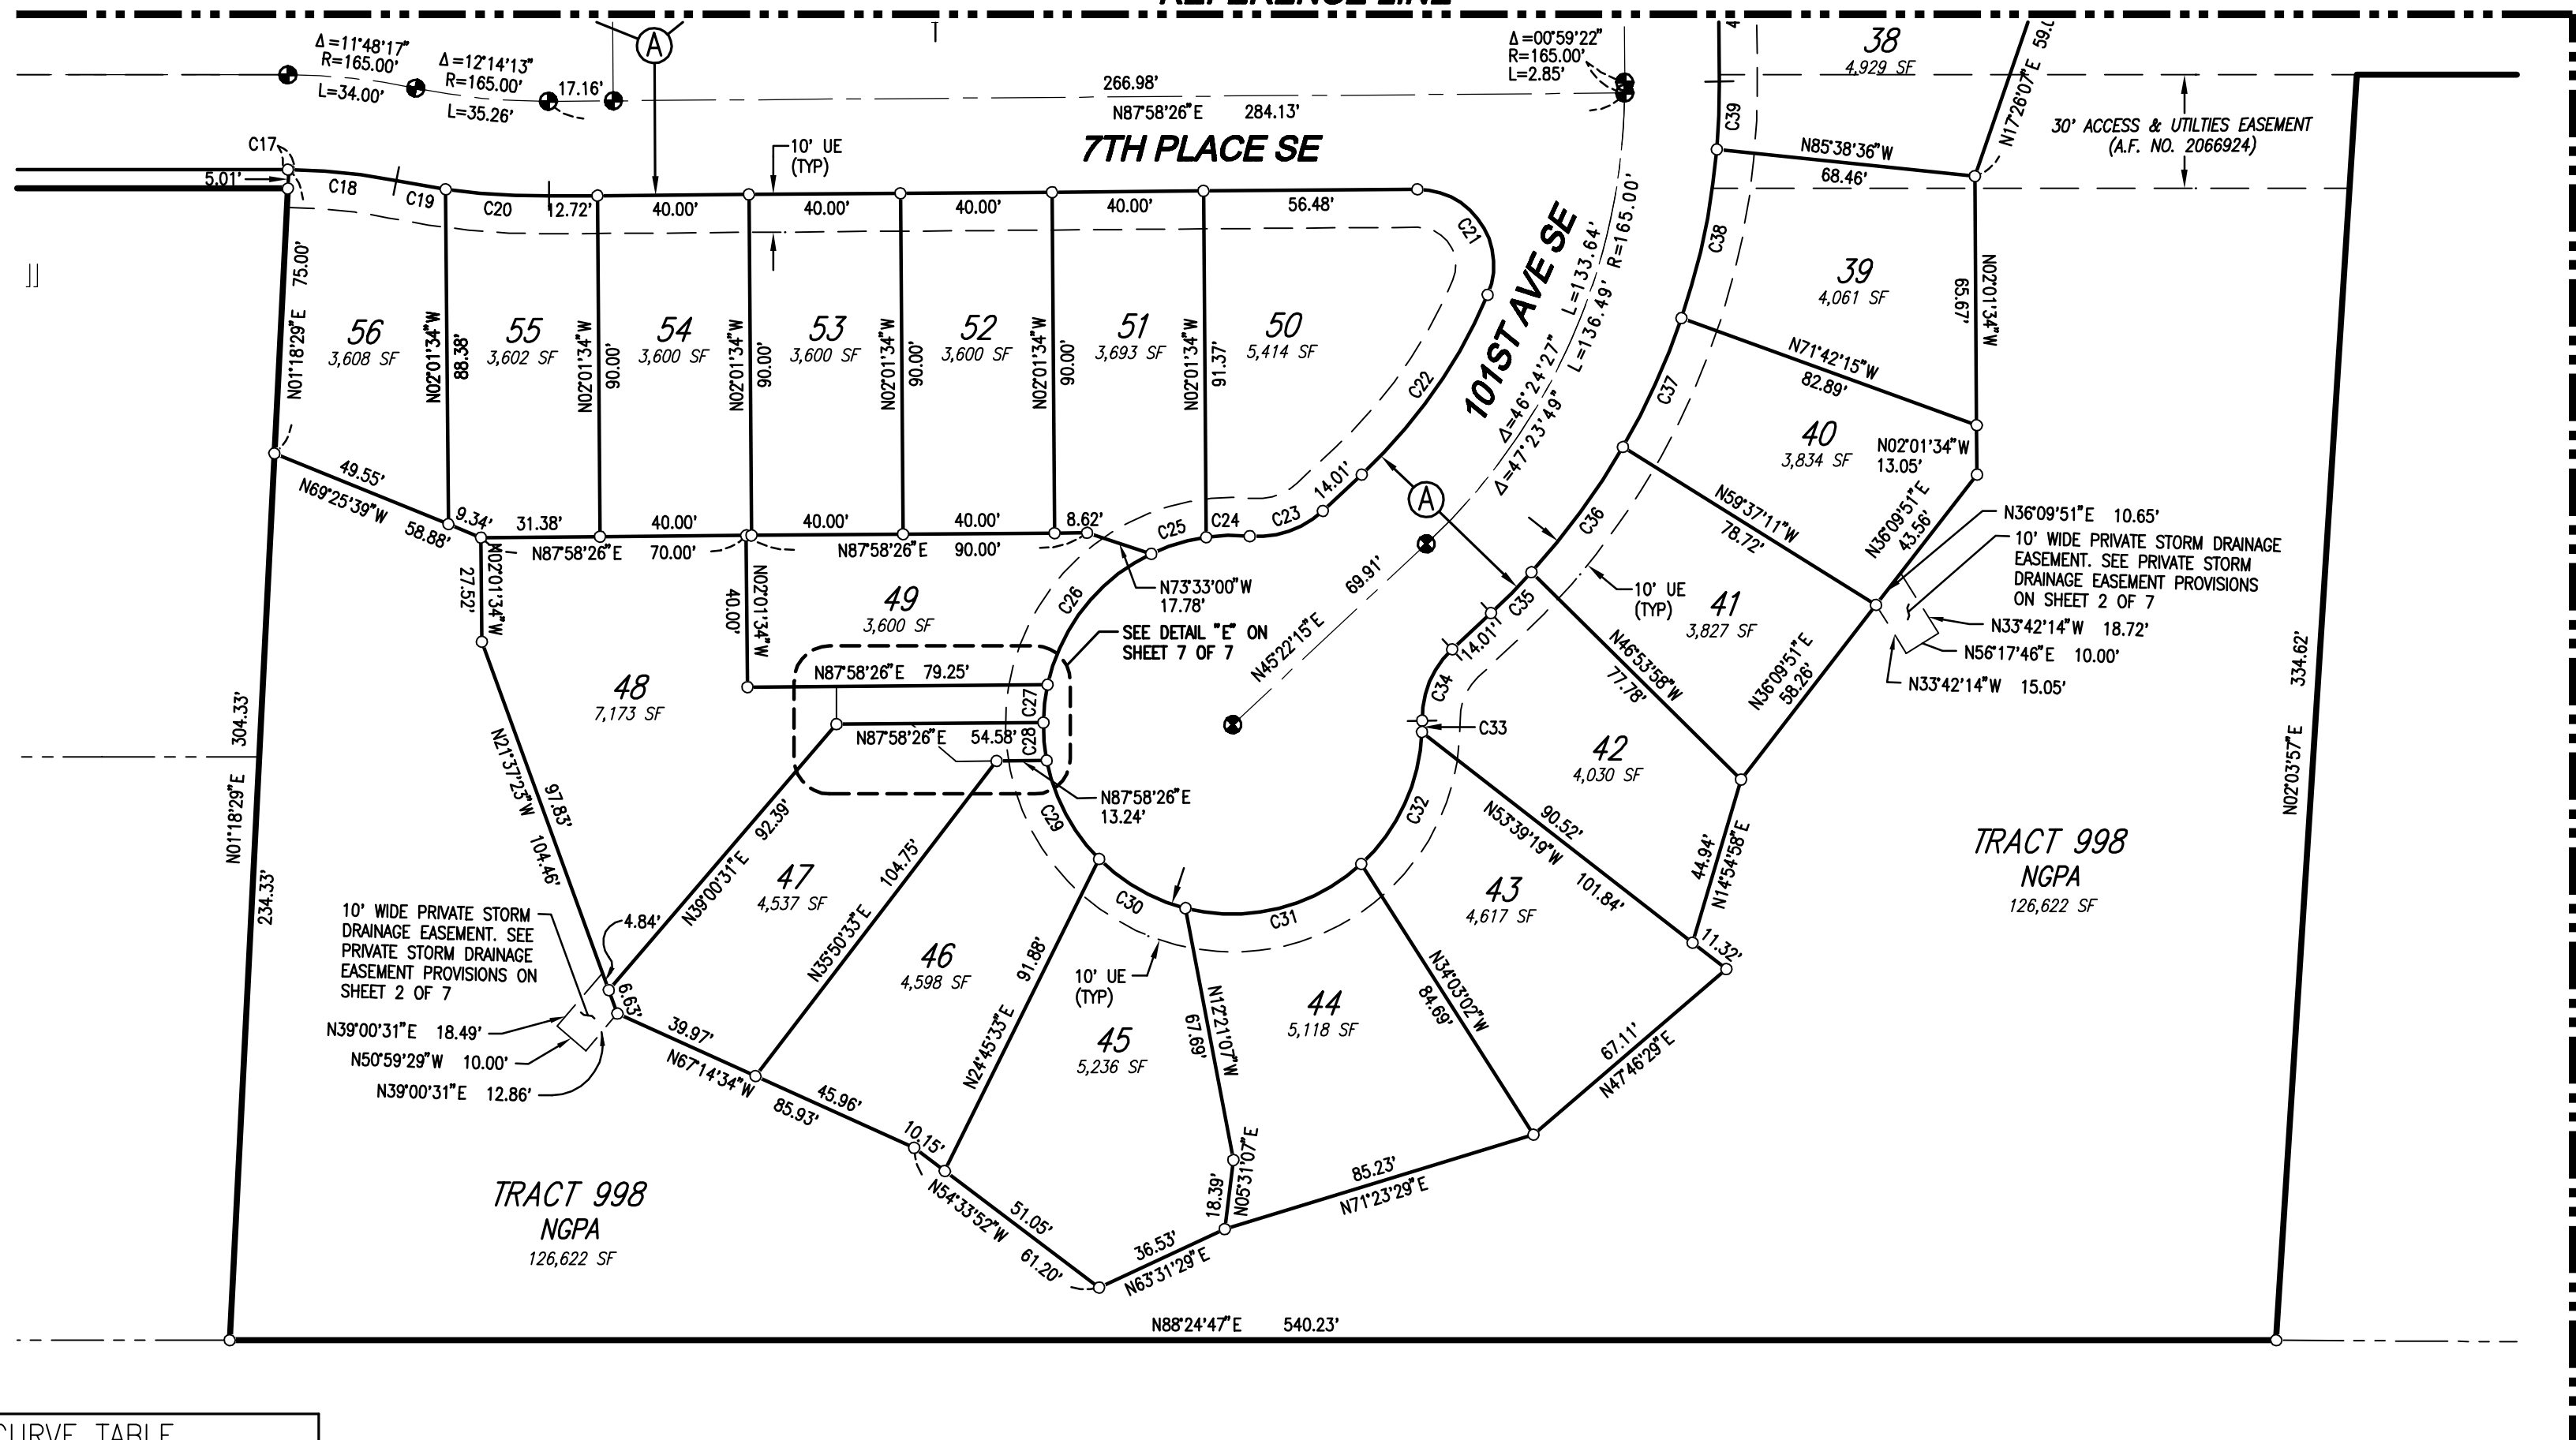 REFERENCE LINE
Δ=11°48'17"
R=165.00'
L=34.00'
Δ=12°14'13"
R=165.00'
L=35.26'
17.16'
A
266.98'
N87°58'26"E 284.13'
7TH PLACE SE
Δ=00°59'22"
R=165.00'
L=2.85'
38
4,929 SF
N17°26'07"E
C39
N85°38'36"W
68.46'
30' ACCESS & UTILTIES EASEMENT
(A.F. NO. 2066924)
C17
5.01'
C18
C19
C20
12.72'
40.00'
40.00'
40.00'
40.00'
56.48'
10' UE
(TYP)
C21
C22
101ST AVE SE
Δ=46°24'27" L=133.64'
Δ=47°23'49" L=136.49' R=165.00'
C38
39
4,061 SF
N02°01'34"W
65.67'
N01°18'29"E 75.00'
56
3,608 SF
N02°01'34"W
88.38'
55
3,602 SF
N02°01'34"W
90.00'
54
3,600 SF
N02°01'34"W
90.00'
53
3,600 SF
N02°01'34"W
90.00'
52
3,600 SF
N02°01'34"W
90.00'
51
3,693 SF
N02°01'34"W
91.37'
50
5,414 SF
C37
N71°42'15"W
82.89'
40
3,834 SF
N02°01'34"W
13.05'
49.55'
N69°25'39"W 58.88'
9.34'
31.38'
N87°58'26"E 70.00'
40.00'
40.00'
40.00'
N87°58'26"E 90.00'
8.62'
C25
C24
C23
14.01'
A
C36
N59°37'11"W
78.72'
N36°09'51"E
43.56'
N36°09'51"E 10.65'
10' WIDE PRIVATE STORM DRAINAGE
EASEMENT. SEE PRIVATE STORM
DRAINAGE EASEMENT PROVISIONS
ON SHEET 2 OF 7
N33°42'14"W 18.72'
N56°17'46"E 10.00'
N33°42'14"W 15.05'
27.52'
N02°01'34"W
40.00'
N02°01'34"W
49
3,600 SF
C26
N73°33'00"W
17.78'
SEE DETAIL "E" ON
SHEET 7 OF 7
N45°22'15"E 69.91'
10' UE
(TYP)
41
3,827 SF
C35
14.01'
C34
C33
N46°53'58"W
77.78'
N36°09'51"E
58.26'
N87°58'26"E 79.25'
C27
48
7,173 SF
N87°58'26"E 54.58'
C28
N87°58'26"E
13.24'
42
4,030 SF
304.33'
N01°18'29"E
234.33'
N21°37'23"W 104.46'
97.83'
N39°00'31"E 92.39'
47
4,537 SF
N35°50'33"E
104.75'
C29
C30
C31
C32
N53°39'19"W 101.84'
90.52'
44.94'
N14°54'58"E
11.32'
43
4,617 SF
TRACT 998
NGPA
126,622 SF
334.62'
N02°03'57"E
10' WIDE PRIVATE STORM
DRAINAGE EASEMENT. SEE
PRIVATE STORM DRAINAGE
EASEMENT PROVISIONS ON
SHEET 2 OF 7
4.84'
6.63'
N39°00'31"E 18.49'
N50°59'29"W 10.00'
N39°00'31"E 12.86'
39.97'
N67°14'34"W 85.93'
45.96'
46
4,598 SF
N24°45'33"E
91.88'
10' UE
(TYP)
45
5,236 SF
N12°21'07"W
67.69'
44
5,118 SF
N34°03'02"W
84.69'
67.11'
N47°46'29"E
10.15'
N54°33'52"W 61.20'
51.05'
18.39'
N05°31'07"E
85.23'
N71°23'29"E
36.53'
N63°31'29"E
TRACT 998
NGPA
126,622 SF
N88°24'47"E 540.23'
CURVE TABLE